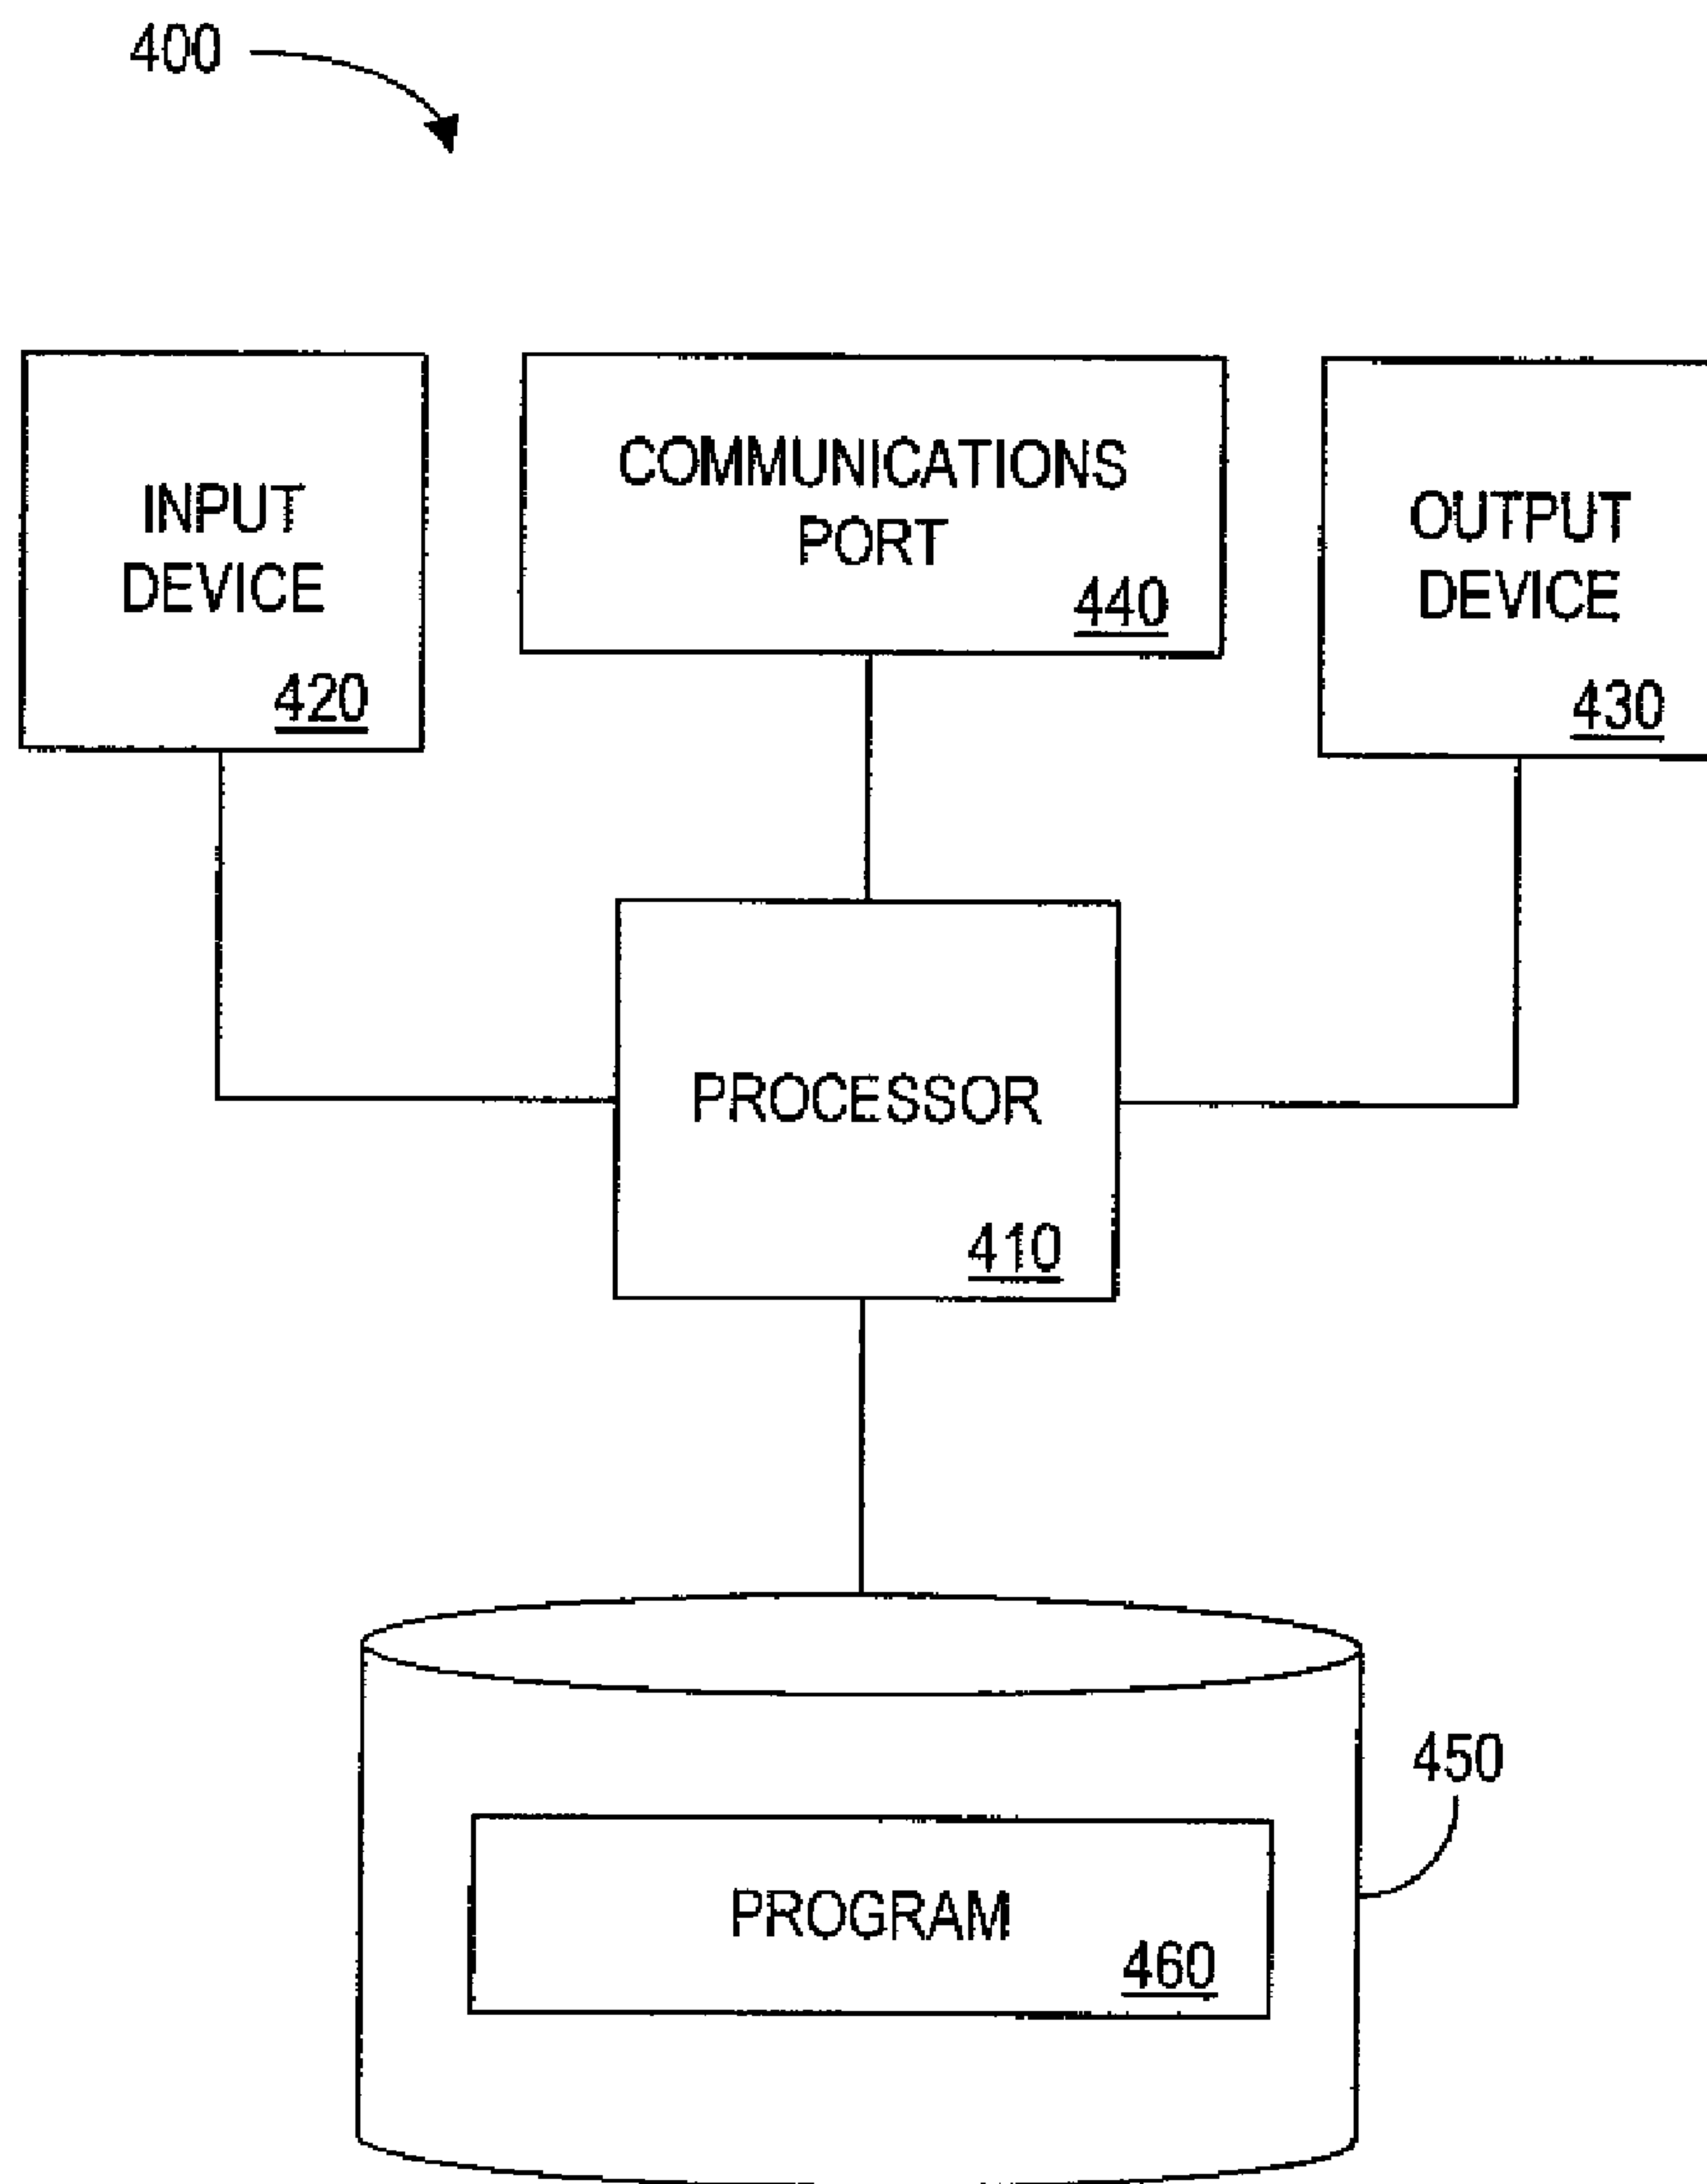 400
INPUT
DEVICE
420
COMMUNICATIONS
PORT
440
OUTPUT
DEVICE
430
PROCESSOR
410
450
PROGRAM
460